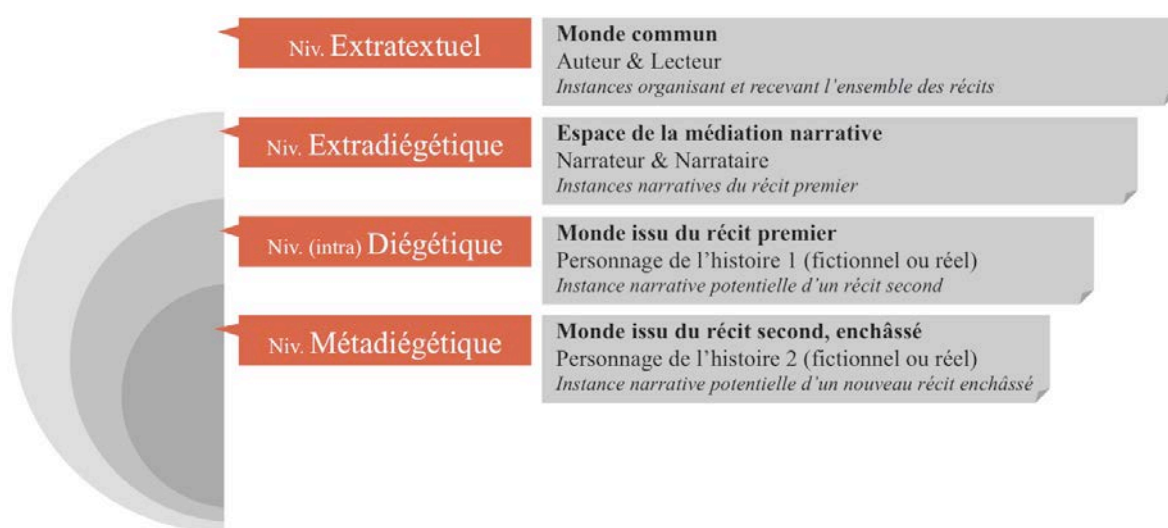 Niv. Extratextuel
Monde commun
Auteur & Lecteur
Instances organisant et recevant l'ensemble des récits
Niv. Extradiégétique
Espace de la médiation narrative
Narrateur & Narrataire
Instances narratives du récit premier
Niv. (intra) Diégétique
Monde issu du récit premier
Personnage de l'histoire 1 (fictionnel ou réel)
Instance narrative potentielle d'un récit second
Niv. Métadiégétique
Monde issu du récit second, enchâssé
Personnage de l'histoire 2 (fictionnel ou réel)
Instance narrative potentielle d'un nouveau récit enchâssé